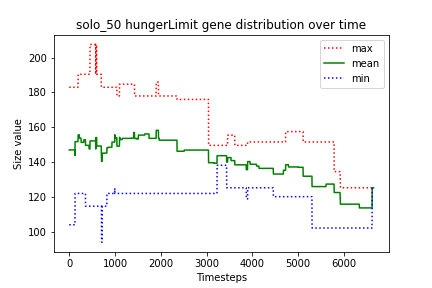 solo_50 hungerLimit gene distribution over time
max
mean
min
Size value
200
180
160
140
120
100
0 1000 2000 3000 4000 5000 6000
Timesteps